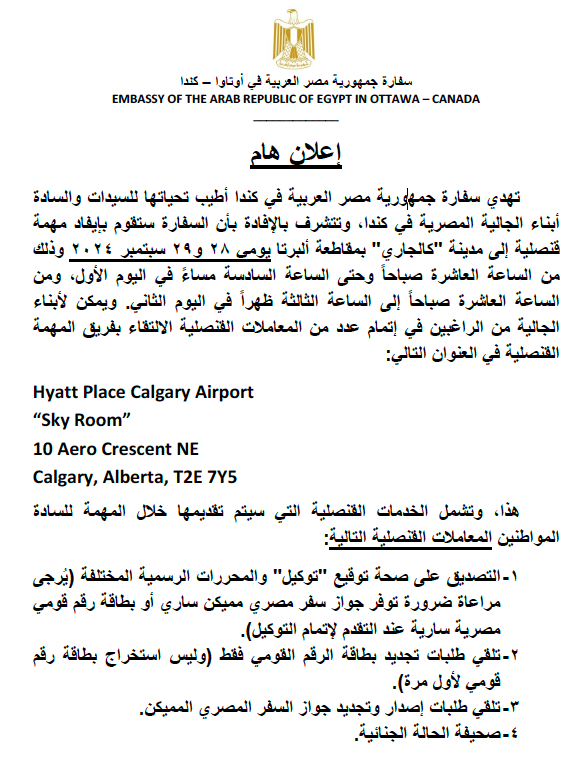 سفارة جمهورية مصر العربية في أوتاوا – كندا
EMBASSY OF THE ARAB REPUBLIC OF EGYPT IN OTTAWA – CANADA
إعلان هام
تهدي سفارة جمهورية مصر العربية في كندا أطيب تحياتها للسيدات والسادة
أبناء الجالية المصرية في كندا، وتتشرف بالإفادة بأن السفارة ستقوم بإيفاد مهمة
قنصلية إلى مدينة "كالجاري" بمقاطعة ألبرتا يومي ٢٨ و٢٩ سبتمبر ٢٠٢٤ وذلك
من الساعة العاشرة صباحاً وحتى الساعة السادسة مساءً في اليوم الأول، ومن
الساعة العاشرة صباحاً إلى الساعة الثالثة ظهراً في اليوم الثاني. ويمكن لأبناء
الجالية من الراغبين في إتمام عدد من المعاملات القنصلية الالتقاء بفريق المهمة
القنصلية في العنوان التالي:
Hyatt Place Calgary Airport
“Sky Room”
10 Aero Crescent NE
Calgary, Alberta, T2E 7Y5
هذا، وتشمل الخدمات القنصلية التي سيتم تقديمها خلال المهمة للسادة
المواطنين المعاملات القنصلية التالية:
١- التصديق على صحة توقيع "توكيل" والمحررات الرسمية المختلفة (يُرجى
مراعاة ضرورة توفر جواز سفر مصري مميكن ساري أو بطاقة رقم قومي
مصرية سارية عند التقدم لإتمام التوكيل).
٢- تلقي طلبات تجديد بطاقة الرقم القومي فقط (وليس استخراج بطاقة رقم
قومي لأول مرة).
٣- تلقي طلبات إصدار وتجديد جواز السفر المصري المميكن.
٤- صحيفة الحالة الجنائية.